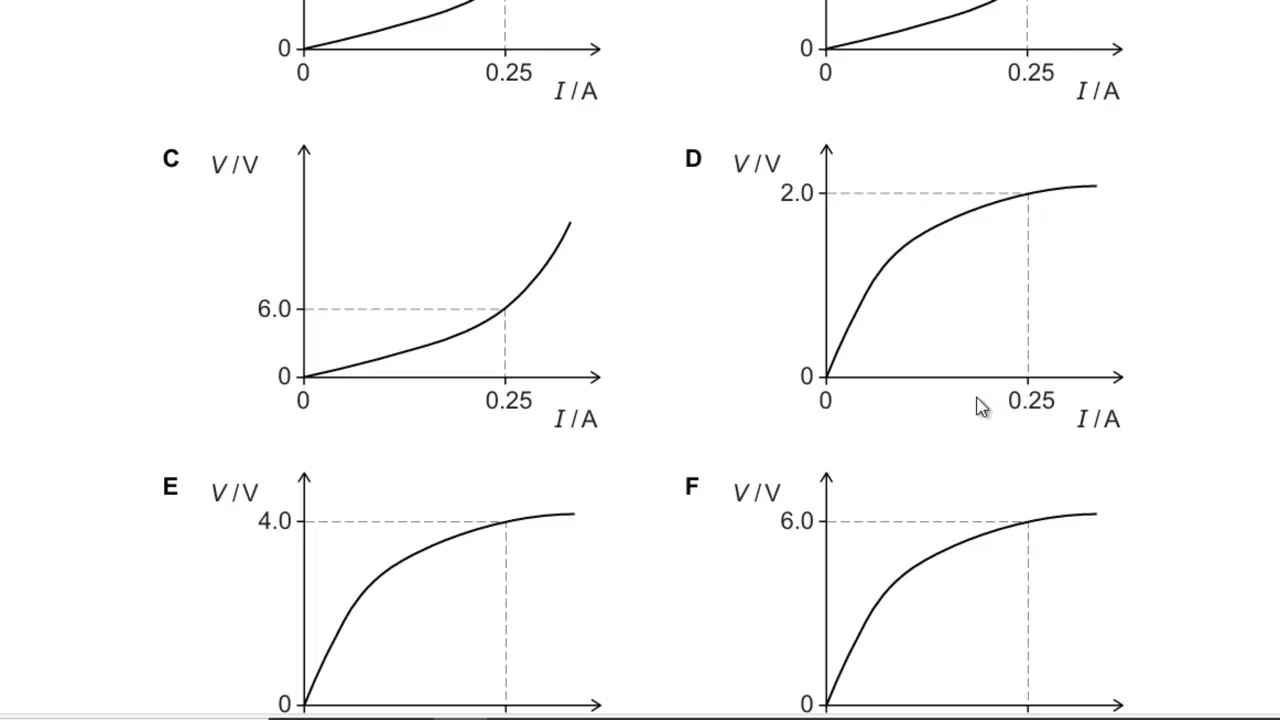 0 0
0 0.25 0 0.25
I / A I / A
C V / V D V / V
2.0
6.0
0 0
0 0.25 0 0.25
I / A I / A
E V / V F V / V
4.0 6.0
0 0